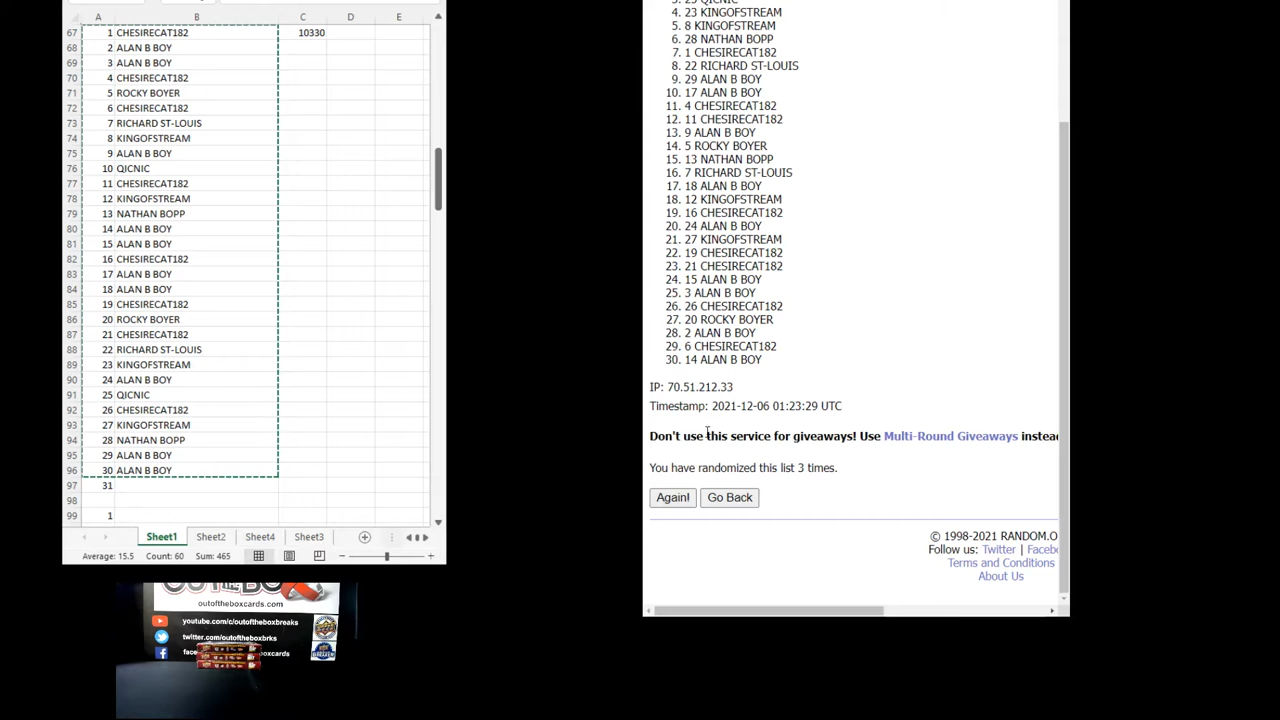 A B C D E
67 1 CHESIRECAT182 10330
68 2 ALAN B BOY
69 3 ALAN B BOY
70 4 CHESIRECAT182
71 5 ROCKY BOYER
72 6 CHESIRECAT182
73 7 RICHARD ST-LOUIS
74 8 KINGOFSTREAM
75 9 ALAN B BOY
76 10 QICNIC
77 11 CHESIRECAT182
78 12 KINGOFSTREAM
79 13 NATHAN BOPP
80 14 ALAN B BOY
81 15 ALAN B BOY
82 16 CHESIRECAT182
83 17 ALAN B BOY
84 18 ALAN B BOY
85 19 CHESIRECAT182
86 20 ROCKY BOYER
87 21 CHESIRECAT182
88 22 RICHARD ST-LOUIS
89 23 KINGOFSTREAM
90 24 ALAN B BOY
91 25 QICNIC
92 26 CHESIRECAT182
93 27 KINGOFSTREAM
94 28 NATHAN BOPP
95 29 ALAN B BOY
96 30 ALAN B BOY
97 31
98
99 1
Sheet1 Sheet2 Sheet4 Sheet3
Average: 15.5 Count: 60 Sum: 465
outoftheboxcards.com
youtube.com/c/outoftheboxbreaks
twitter.com/outoftheboxbrks
3. 25 QICNIC
4. 23 KINGOFSTREAM
5. 8 KINGOFSTREAM
6. 28 NATHAN BOPP
7. 1 CHESIRECAT182
8. 22 RICHARD ST-LOUIS
9. 29 ALAN B BOY
10. 17 ALAN B BOY
11. 4 CHESIRECAT182
12. 11 CHESIRECAT182
13. 9 ALAN B BOY
14. 5 ROCKY BOYER
15. 13 NATHAN BOPP
16. 7 RICHARD ST-LOUIS
17. 18 ALAN B BOY
18. 12 KINGOFSTREAM
19. 16 CHESIRECAT182
20. 24 ALAN B BOY
21. 27 KINGOFSTREAM
22. 19 CHESIRECAT182
23. 21 CHESIRECAT182
24. 15 ALAN B BOY
25. 3 ALAN B BOY
26. 26 CHESIRECAT182
27. 20 ROCKY BOYER
28. 2 ALAN B BOY
29. 6 CHESIRECAT182
30. 14 ALAN B BOY
IP: 70.51.212.33
Timestamp: 2021-12-06 01:23:29 UTC
Don't use this service for giveaways! Use Multi-Round Giveaways instead
You have randomized this list 3 times.
Again! Go Back
© 1998-2021 RANDOM.O
Follow us: Twitter | Facebo
Terms and Conditions
About Us